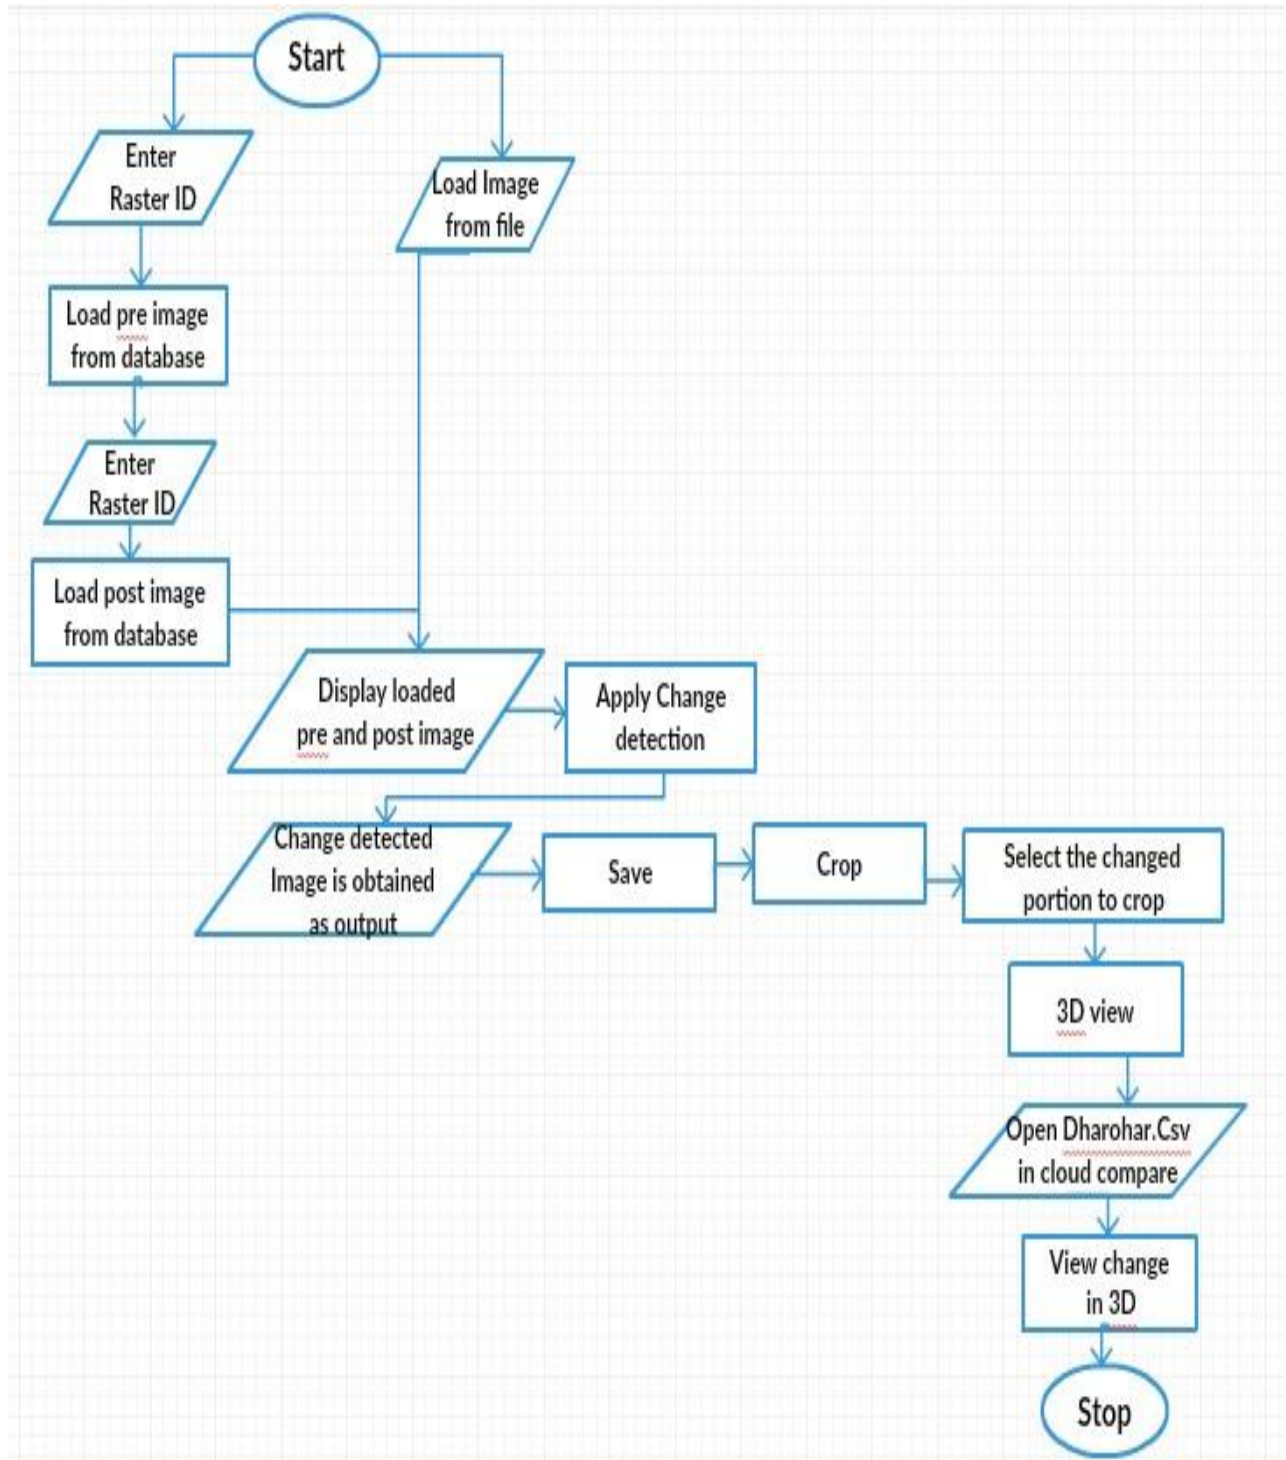 Start
Enter
Raster ID
Load Image
from file
Load pre image
from database
Enter
Raster ID
Load post image
from database
Display loaded
pre and post image
Apply Change
detection
Change detected
Image is obtained
as output
Save
Crop
Select the changed
portion to crop
3D view
Open Dharohar.Csv
in cloud compare
View change
in 3D
Stop